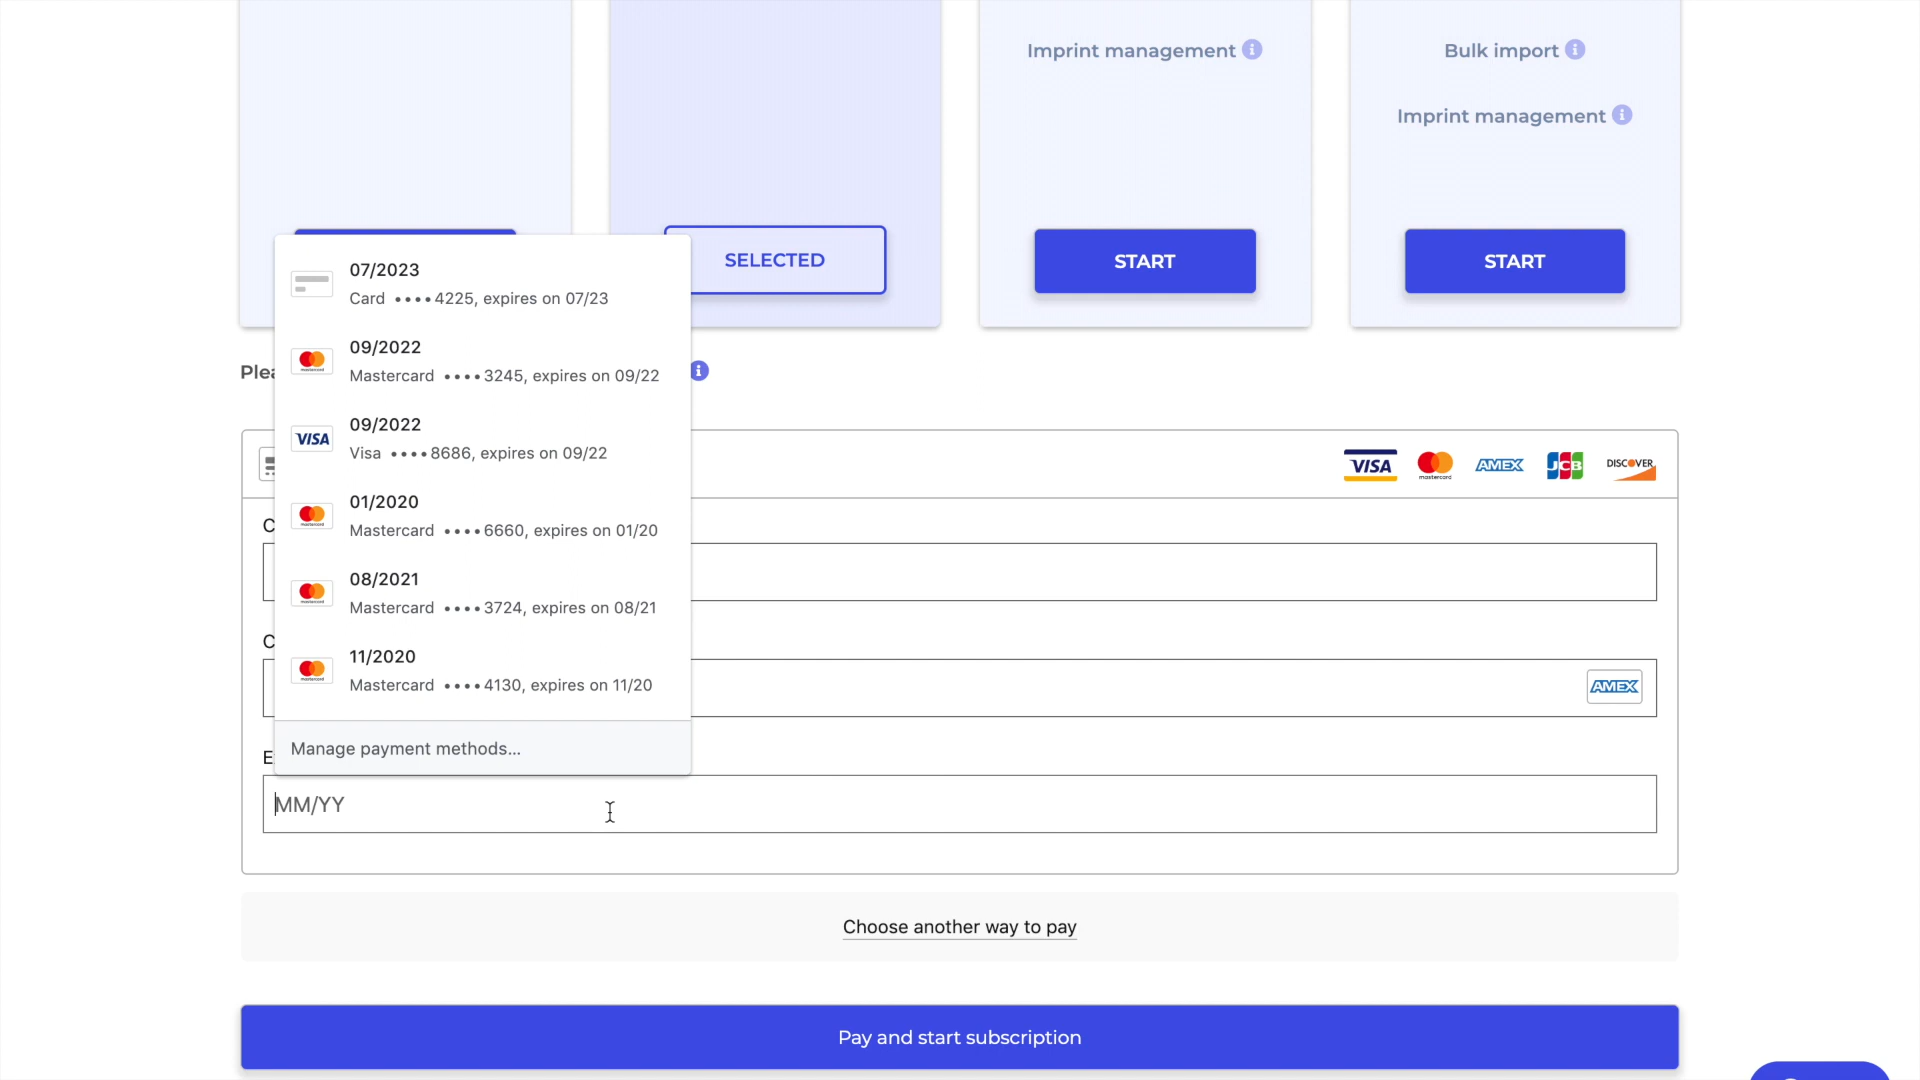 Imprint management
Bulk import
Imprint management
SELECTED
START
START
07/2023
Card ••••4225, expires on 07/23
09/2022
Mastercard ••••3245, expires on 09/22
VISA
09/2022
Visa ••••8686, expires on 09/22
01/2020
Mastercard ••••6660, expires on 01/20
08/2021
Mastercard ••••3724, expires on 08/21
11/2020
Mastercard ••••4130, expires on 11/20
Manage payment methods...
VISA
mastercard
AMEX
JCB
DISCOVER
AMEX
MM/YY
Choose another way to pay
Pay and start subscription